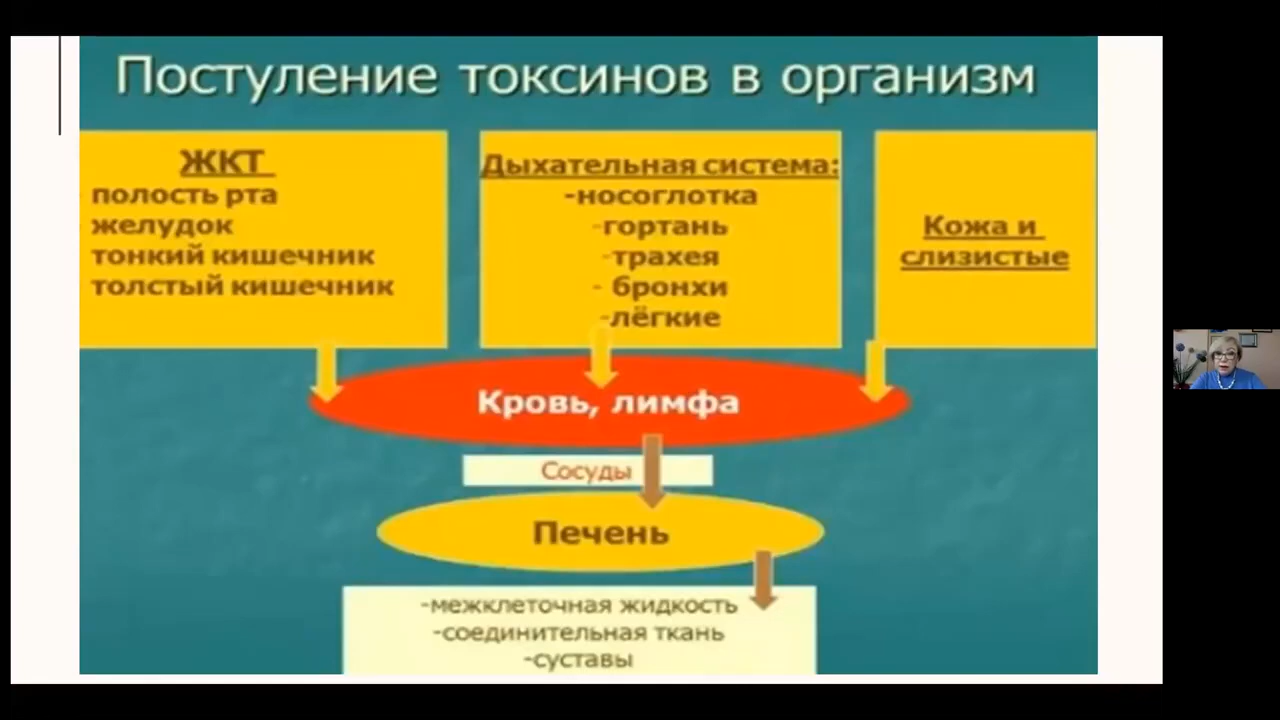 Постуление токсинов в организм
ЖКТ
полость рта
желудок
тонкий кишечник
толстый кишечник
Дыхательная система:
-носоглотка
-гортань
-трахея
- бронхи
-лёгкие
Кожа и
слизистые
Кровь, лимфа
Сосуды
Печень
-межклеточная жидкость
-соединительная ткань
-суставы